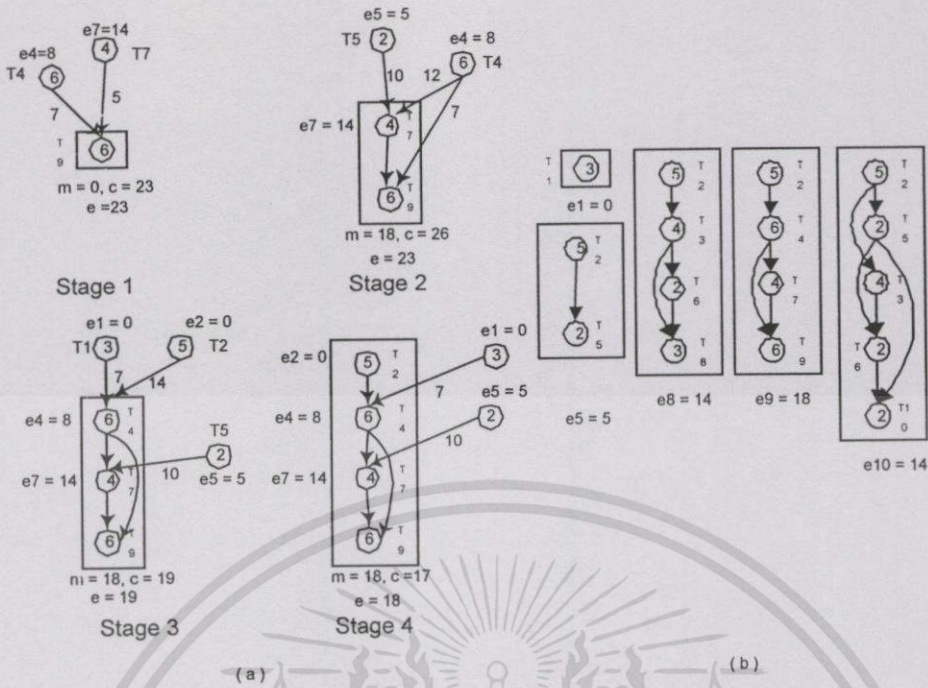 e7=14
e4=8
4
T7
T4
6
7
5
T
9
6
m = 0, c = 23
e =23
Stage 1
e5 = 5
T5
2
e4 = 8
6
T4
10
12
7
e7 = 14
4
T
7
6
T
9
m = 18, c = 26
e = 23
Stage 2
e1 = 0
e2 = 0
T1
3
5
T2
7
14
e4 = 8
6
T
4
T5
2
e7 = 14
4
T
7
10
e5 = 5
6
T
9
m = 18, c = 19
e = 19
Stage 3
e1 = 0
e2 = 0
5
T
2
3
7
e4 = 8
6
T
4
e5 = 5
2
10
e7 = 14
4
T
7
6
T
9
m = 18, c =17
e = 18
Stage 4
( a )
T
1
3
e1 = 0
5
T
2
2
T
5
e5 = 5
5
T
2
4
T
3
2
T
6
3
T
8
e8 = 14
5
T
2
6
T
4
4
T
7
6
T
9
e9 = 18
5
T
2
2
T
5
4
T
3
2
T
6
2
T1
0
e10 = 14
( b )